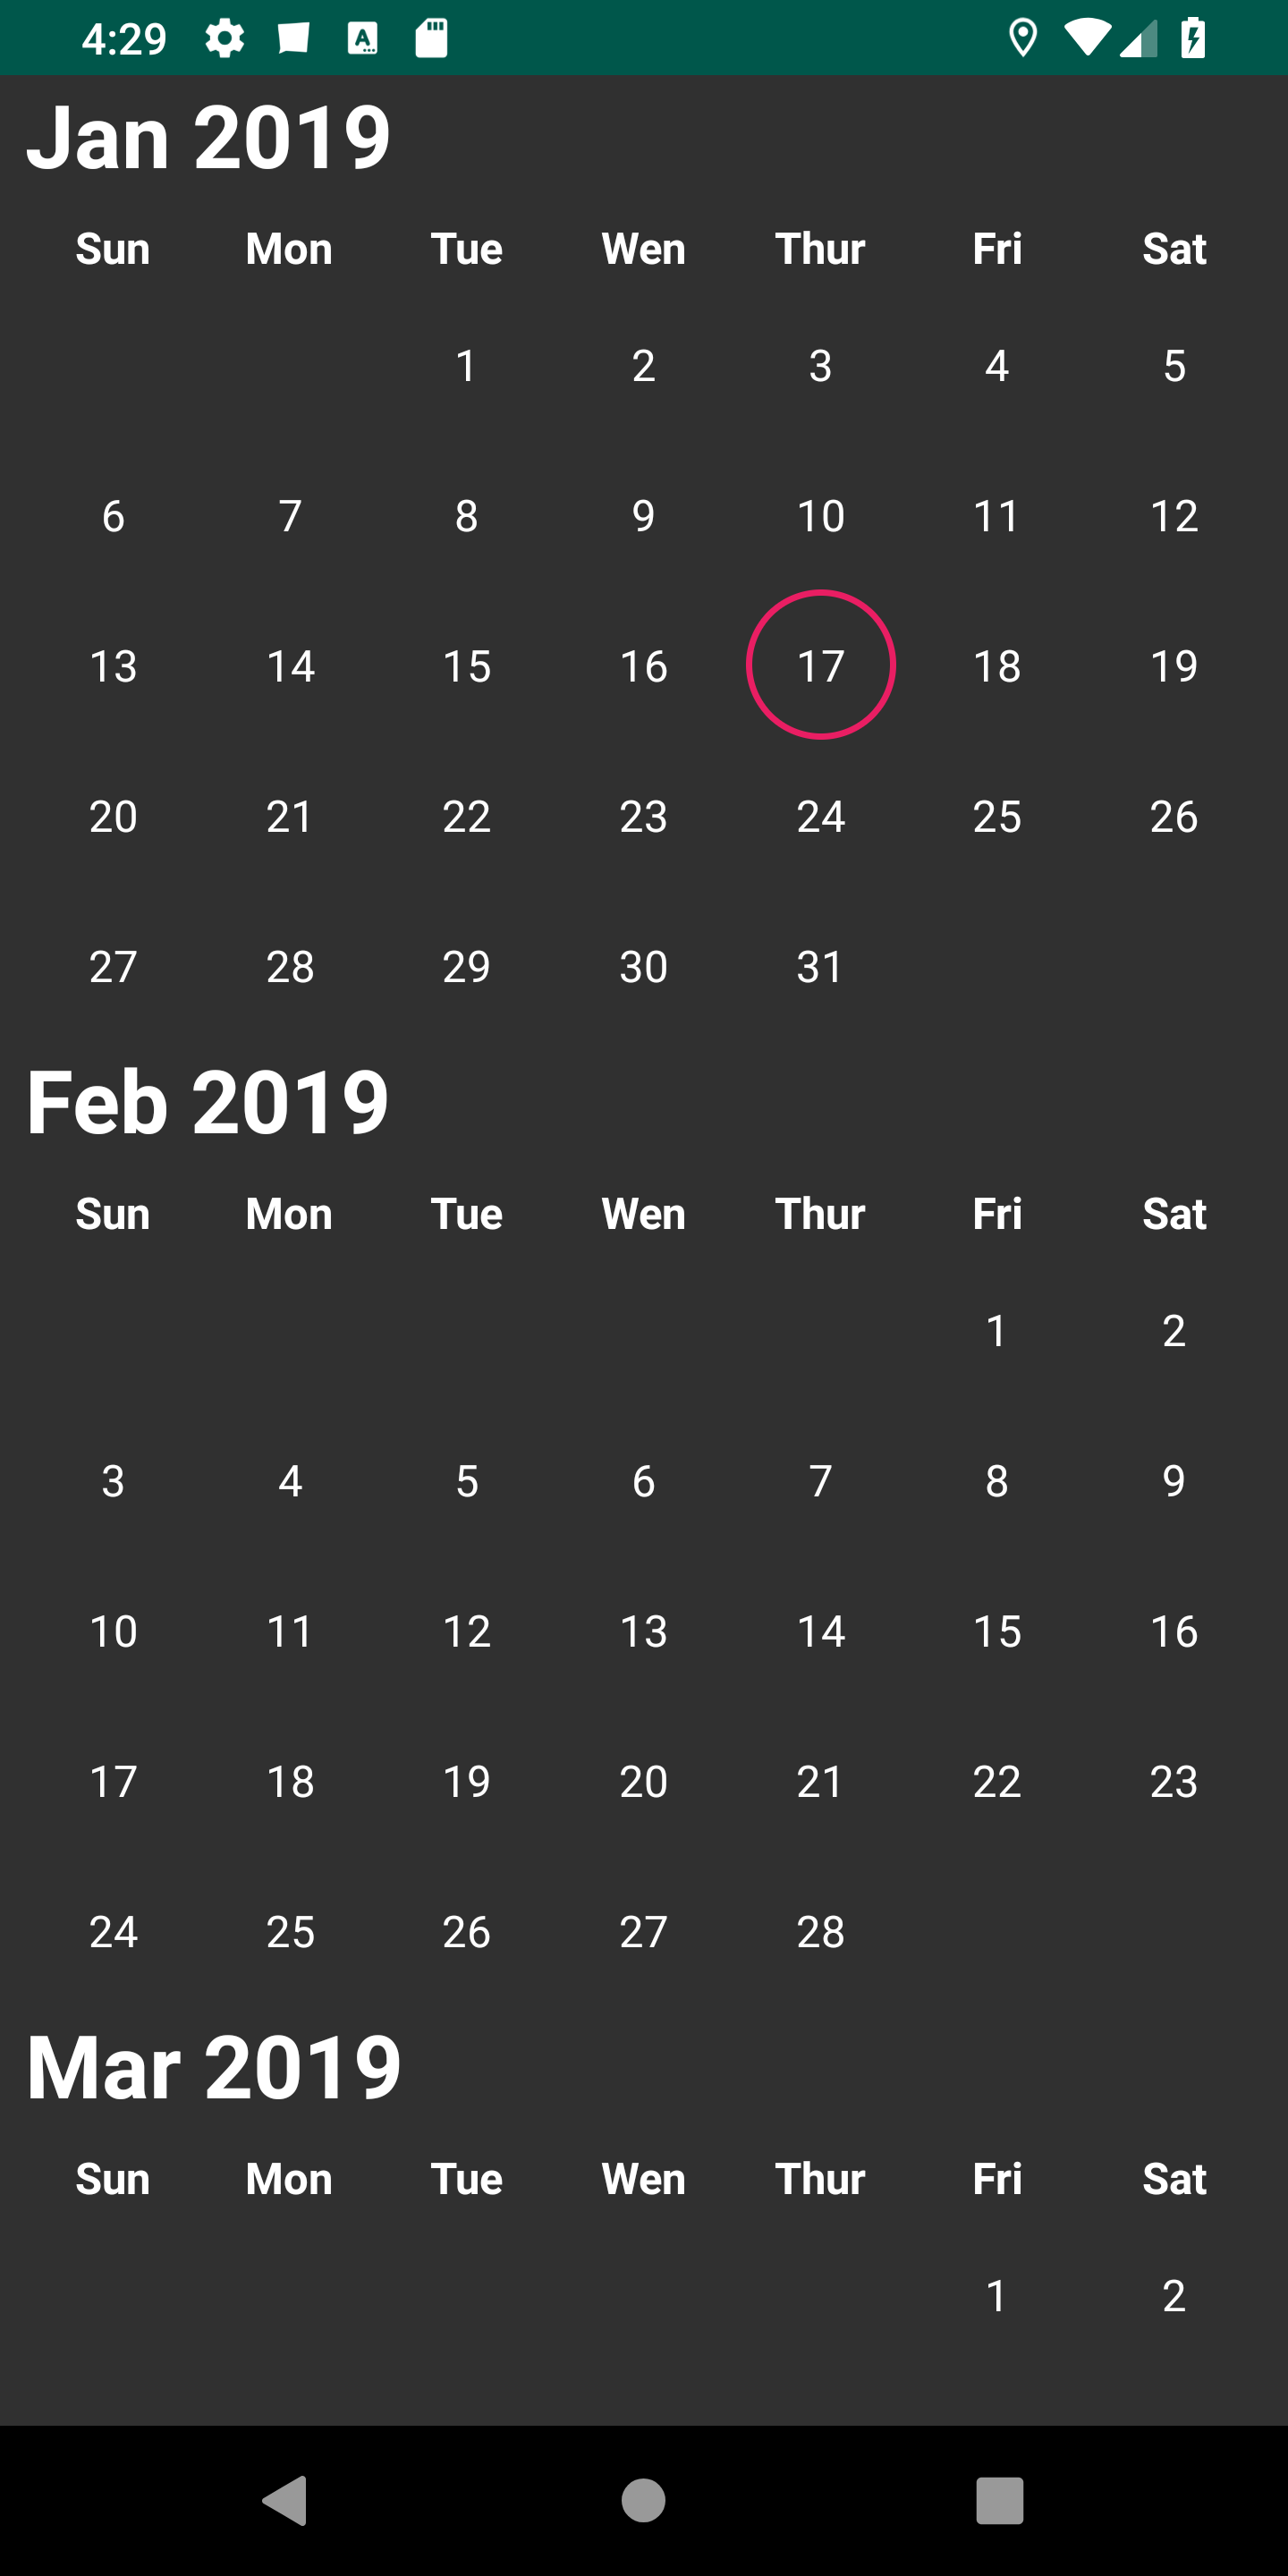 4:29
Jan 2019
Sun Mon Tue Wen Thur Fri Sat
1 2 3 4 5
6 7 8 9 10 11 12
13 14 15 16 17 18 19
20 21 22 23 24 25 26
27 28 29 30 31
Feb 2019
Sun Mon Tue Wen Thur Fri Sat
1 2
3 4 5 6 7 8 9
10 11 12 13 14 15 16
17 18 19 20 21 22 23
24 25 26 27 28
Mar 2019
Sun Mon Tue Wen Thur Fri Sat
1 2